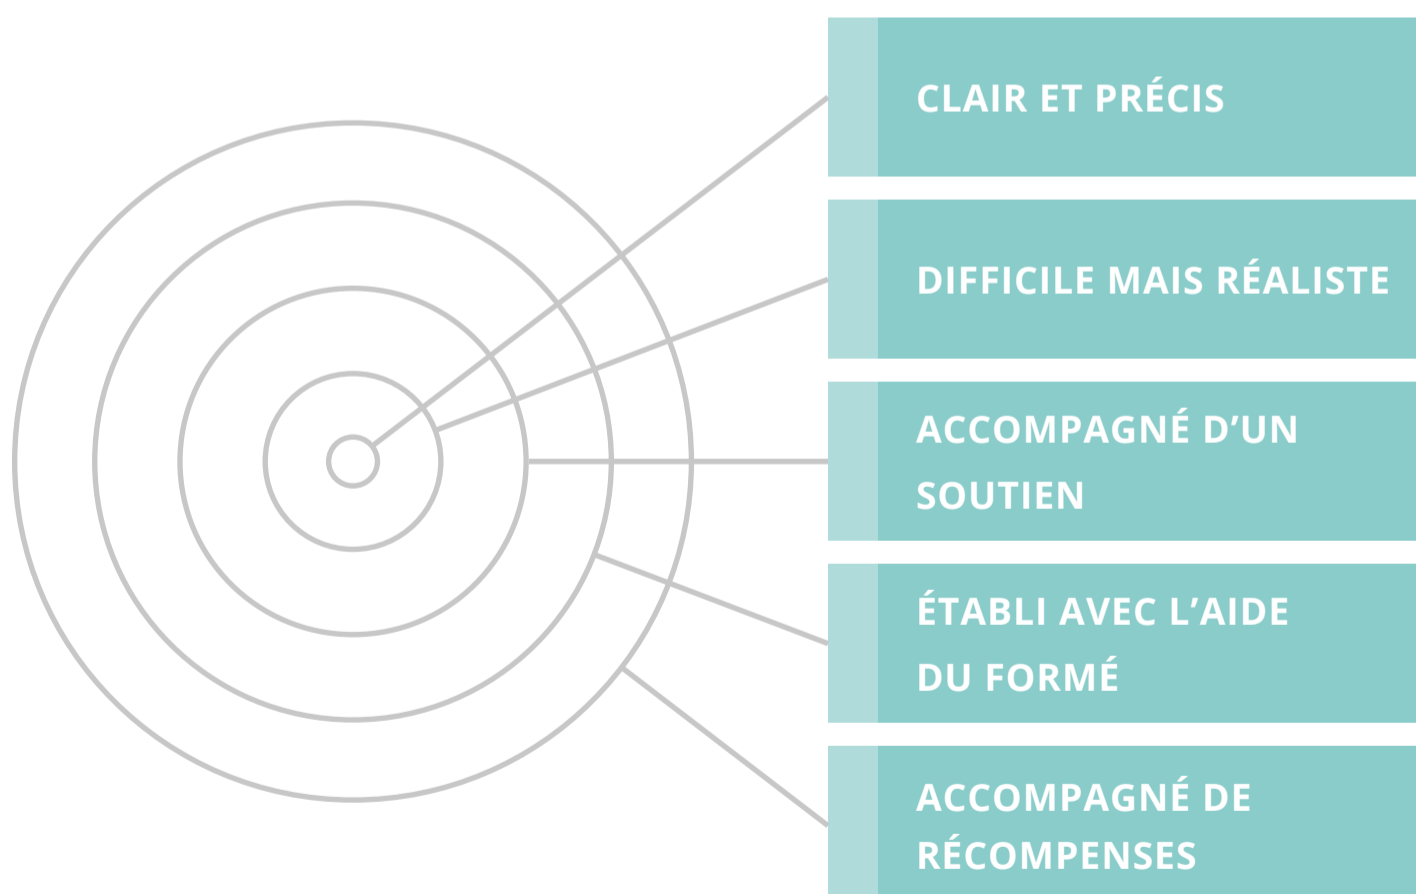 CLAIR ET PRÉCIS
DIFFICILE MAIS RÉALISTE
ACCOMPAGNÉ D’UN
SOUTIEN
ÉTABLI AVEC L’AIDE
DU FORMÉ
ACCOMPAGNÉ DE
RÉCOMPENSES